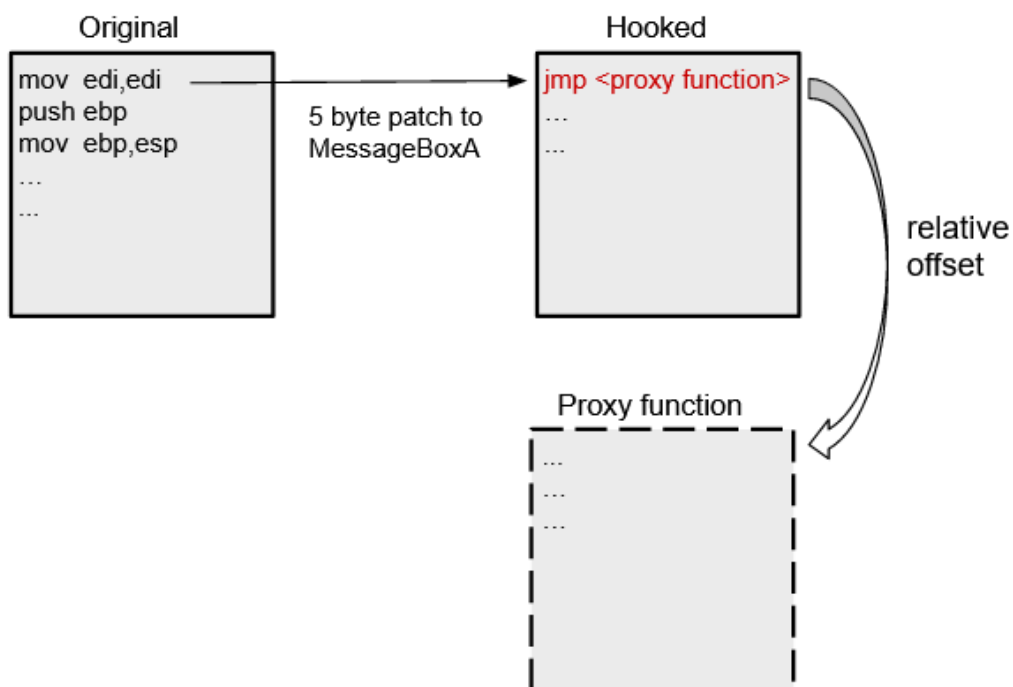 Original
mov edi,edi
push ebp
mov ebp,esp
...
...
5 byte patch to
MessageBoxA
Hooked
jmp <proxy function>
...
...
relative
offset
Proxy function
...
...
...